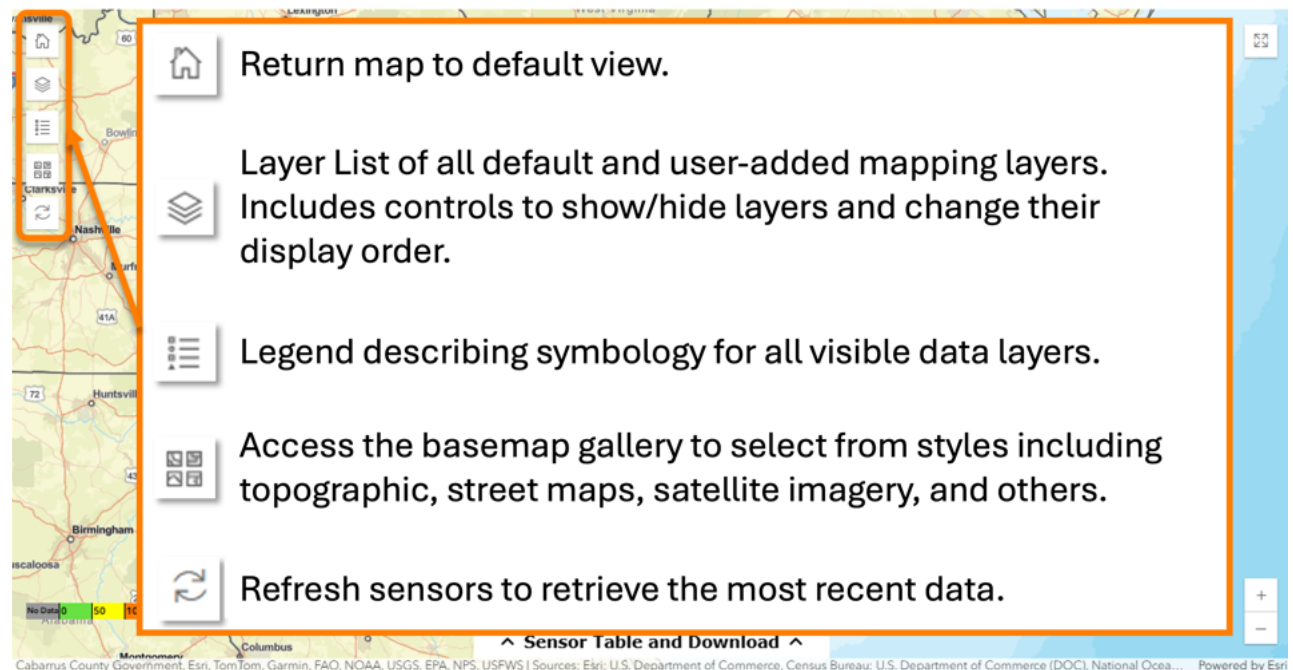 Lexington
West Virginia
nsville
60
Return map to default view.
Bowlin
Layer List of all default and user-added mapping layers.
Includes controls to show/hide layers and change their
display order.
Clarksville
Nashville
Murf
41A
Legend describing symbology for all visible data layers.
72
Huntsvill
Access the basemap gallery to select from styles including
topographic, street maps, satellite imagery, and others.
43
Birmingham
uscaloosa
Refresh sensors to retrieve the most recent data.
No Data 0 50 10
Alabama
+
−
^ Sensor Table and Download ^
Columbus
Montgomery
Cabarrus County Government, Esri, TomTom, Garmin, FAO, NOAA, USGS, EPA, NPS, USFWS | Sources: Esri; U.S. Department of Commerce, Census Bureau; U.S. Department of Commerce (DOC), National Ocea... Powered by Esri